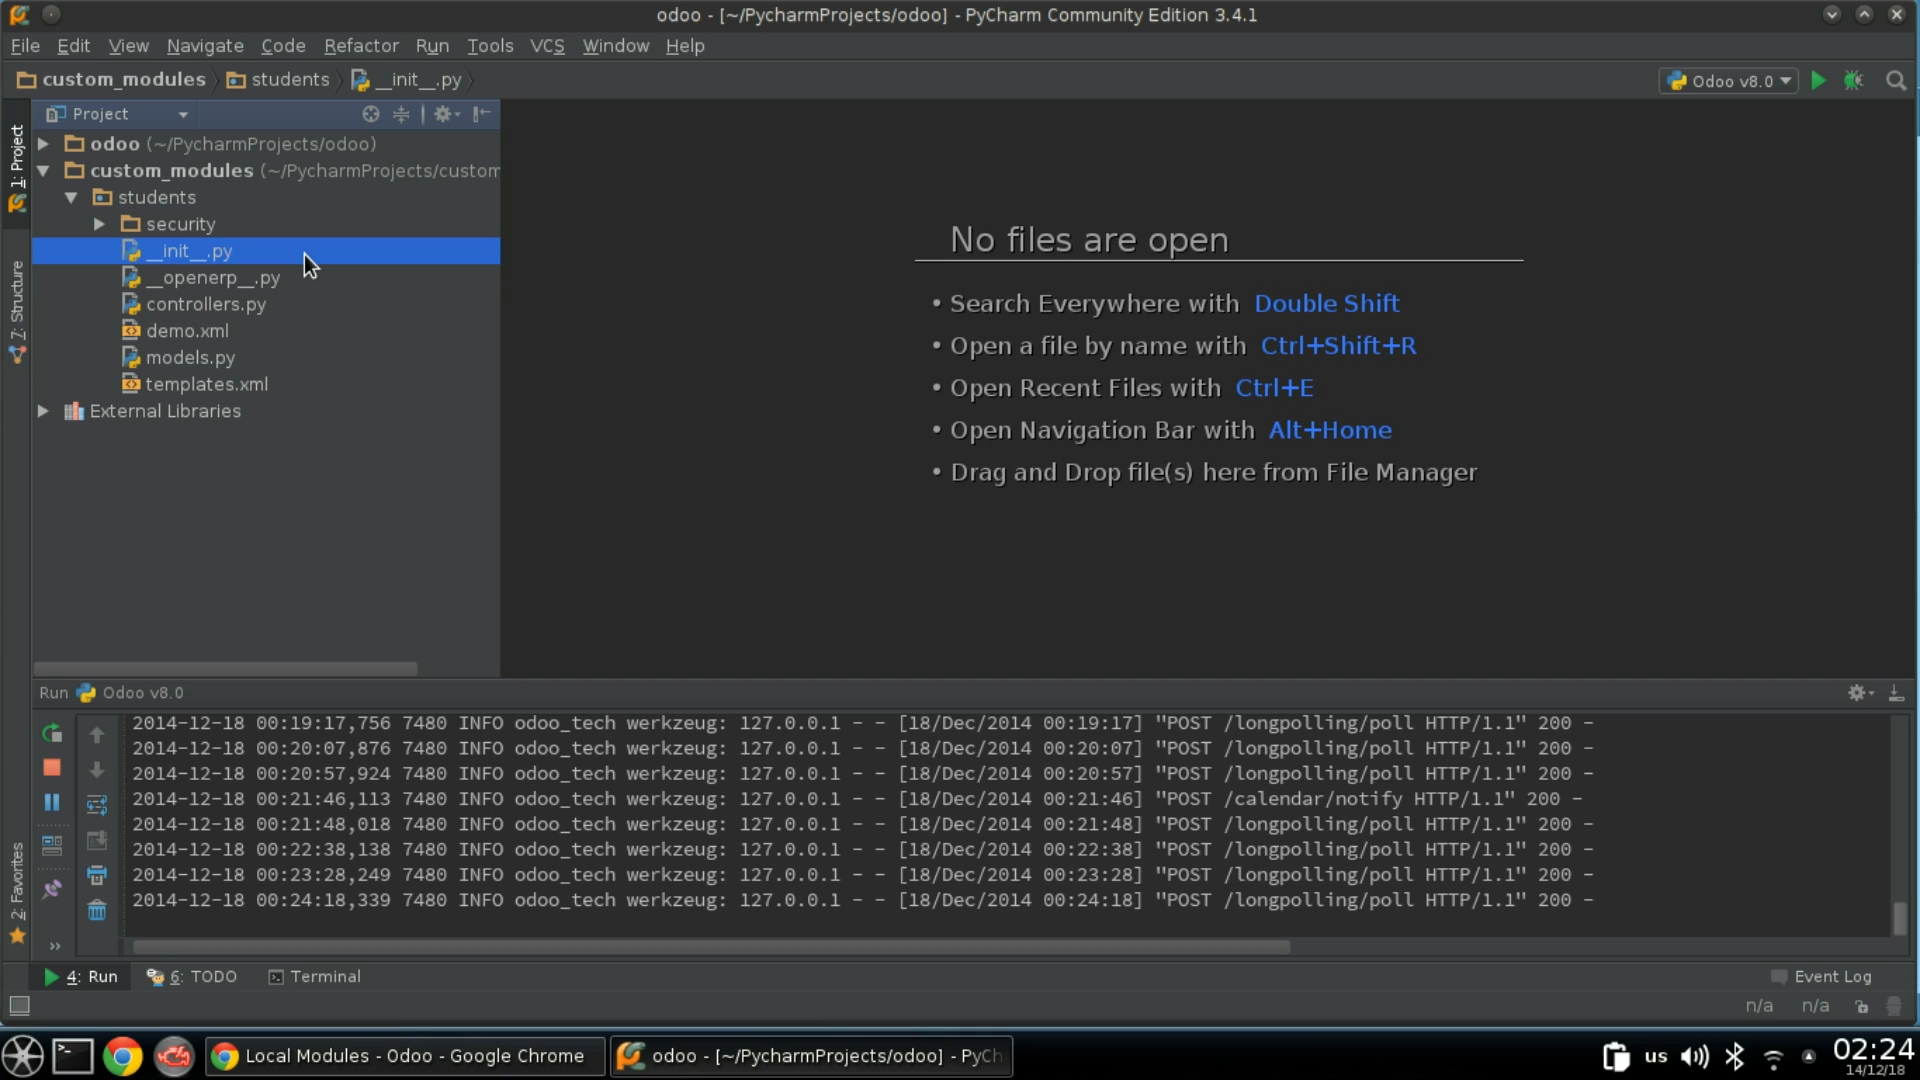 odoo - [~/PycharmProjects/odoo] - PyCharm Community Edition 3.4.1
File Edit View Navigate Code Refactor Run Tools VCS Window Help
custom_modules students __init__.py Odoo v8.0
Project
1: Project
7: Structure
2: Favorites
odoo (~/PycharmProjects/odoo)
custom_modules (~/PycharmProjects/custom
students
security
__init__.py
__openerp__.py
controllers.py
demo.xml
models.py
templates.xml
External Libraries
No files are open
• Search Everywhere with Double Shift
• Open a file by name with Ctrl+Shift+R
• Open Recent Files with Ctrl+E
• Open Navigation Bar with Alt+Home
• Drag and Drop file(s) here from File Manager
Run Odoo v8.0
2014-12-18 00:19:17,756 7480 INFO odoo_tech werkzeug: 127.0.0.1 - - [18/Dec/2014 00:19:17] "POST /longpolling/poll HTTP/1.1" 200 -
2014-12-18 00:20:07,876 7480 INFO odoo_tech werkzeug: 127.0.0.1 - - [18/Dec/2014 00:20:07] "POST /longpolling/poll HTTP/1.1" 200 -
2014-12-18 00:20:57,924 7480 INFO odoo_tech werkzeug: 127.0.0.1 - - [18/Dec/2014 00:20:57] "POST /longpolling/poll HTTP/1.1" 200 -
2014-12-18 00:21:46,113 7480 INFO odoo_tech werkzeug: 127.0.0.1 - - [18/Dec/2014 00:21:46] "POST /calendar/notify HTTP/1.1" 200 -
2014-12-18 00:21:48,018 7480 INFO odoo_tech werkzeug: 127.0.0.1 - - [18/Dec/2014 00:21:48] "POST /longpolling/poll HTTP/1.1" 200 -
2014-12-18 00:22:38,138 7480 INFO odoo_tech werkzeug: 127.0.0.1 - - [18/Dec/2014 00:22:38] "POST /longpolling/poll HTTP/1.1" 200 -
2014-12-18 00:23:28,249 7480 INFO odoo_tech werkzeug: 127.0.0.1 - - [18/Dec/2014 00:23:28] "POST /longpolling/poll HTTP/1.1" 200 -
2014-12-18 00:24:18,339 7480 INFO odoo_tech werkzeug: 127.0.0.1 - - [18/Dec/2014 00:24:18] "POST /longpolling/poll HTTP/1.1" 200 -
4: Run 6: TODO Terminal Event Log
n/a n/a
Local Modules - Odoo - Google Chrome odoo - [~/PycharmProjects/odoo] - PyCh us 02:24
14/12/18